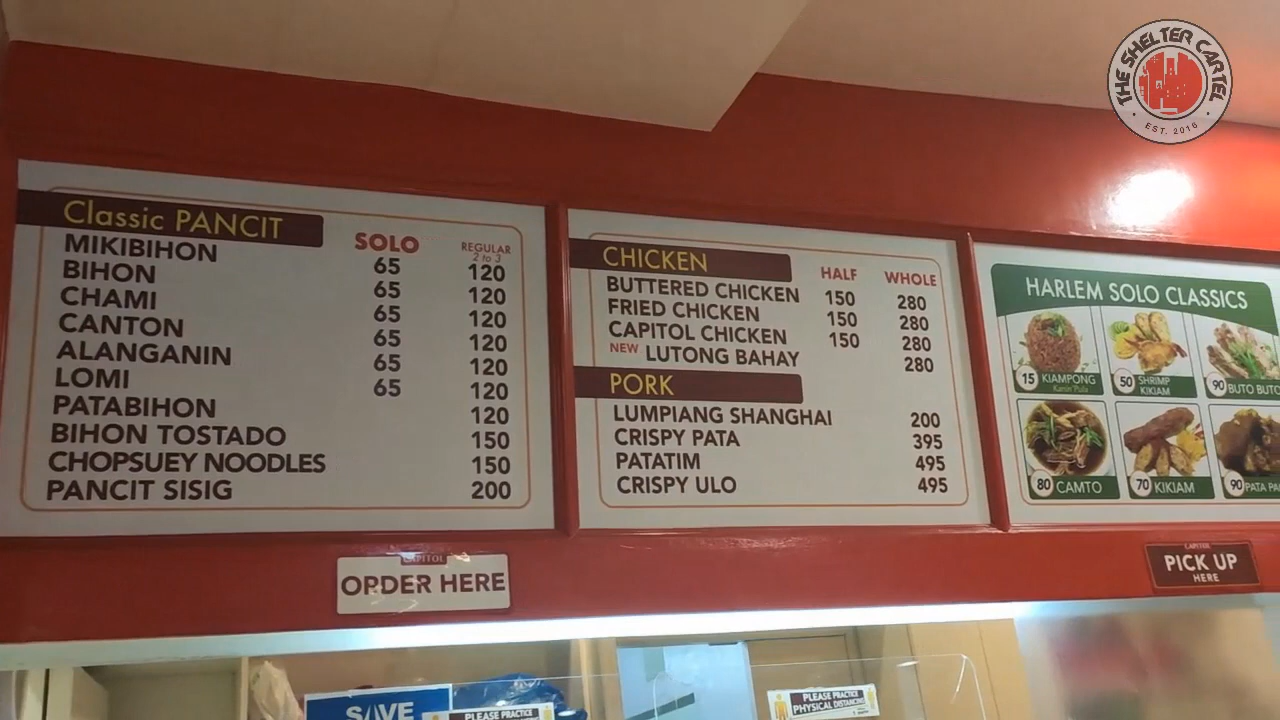 THE SHELTER CARTEL
EST. 2016
Classic PANCIT
SOLO REGULAR
2 to 3
MIKIBIHON 65 120
BIHON 65 120
CHAMI 65 120
CANTON 65 120
ALANGANIN 65 120
LOMI 65 120
PATABIHON 120
BIHON TOSTADO 150
CHOPSUEY NOODLES 150
PANCIT SISIG 200
CHICKEN HALF WHOLE
BUTTERED CHICKEN 150 280
FRIED CHICKEN 150 280
CAPITOL CHICKEN 150 280
NEW LUTONG BAHAY 280
PORK
LUMPIANG SHANGHAI 200
CRISPY PATA 395
PATATIM 495
CRISPY ULO 495
HARLEM SOLO CLASSICS
15 KIAMPONG
Kanin'Pula
50 SHRIMP
KIKIAM
90 BUTO BUTO
80 CAMTO
70 KIKIAM
90 PATA
CAPITOL
ORDER HERE
CAPITOL
PICK UP
HERE
SAVE
PLEASE PRACTICE
PLEASE PRACTICE
PHYSICAL DISTANCING